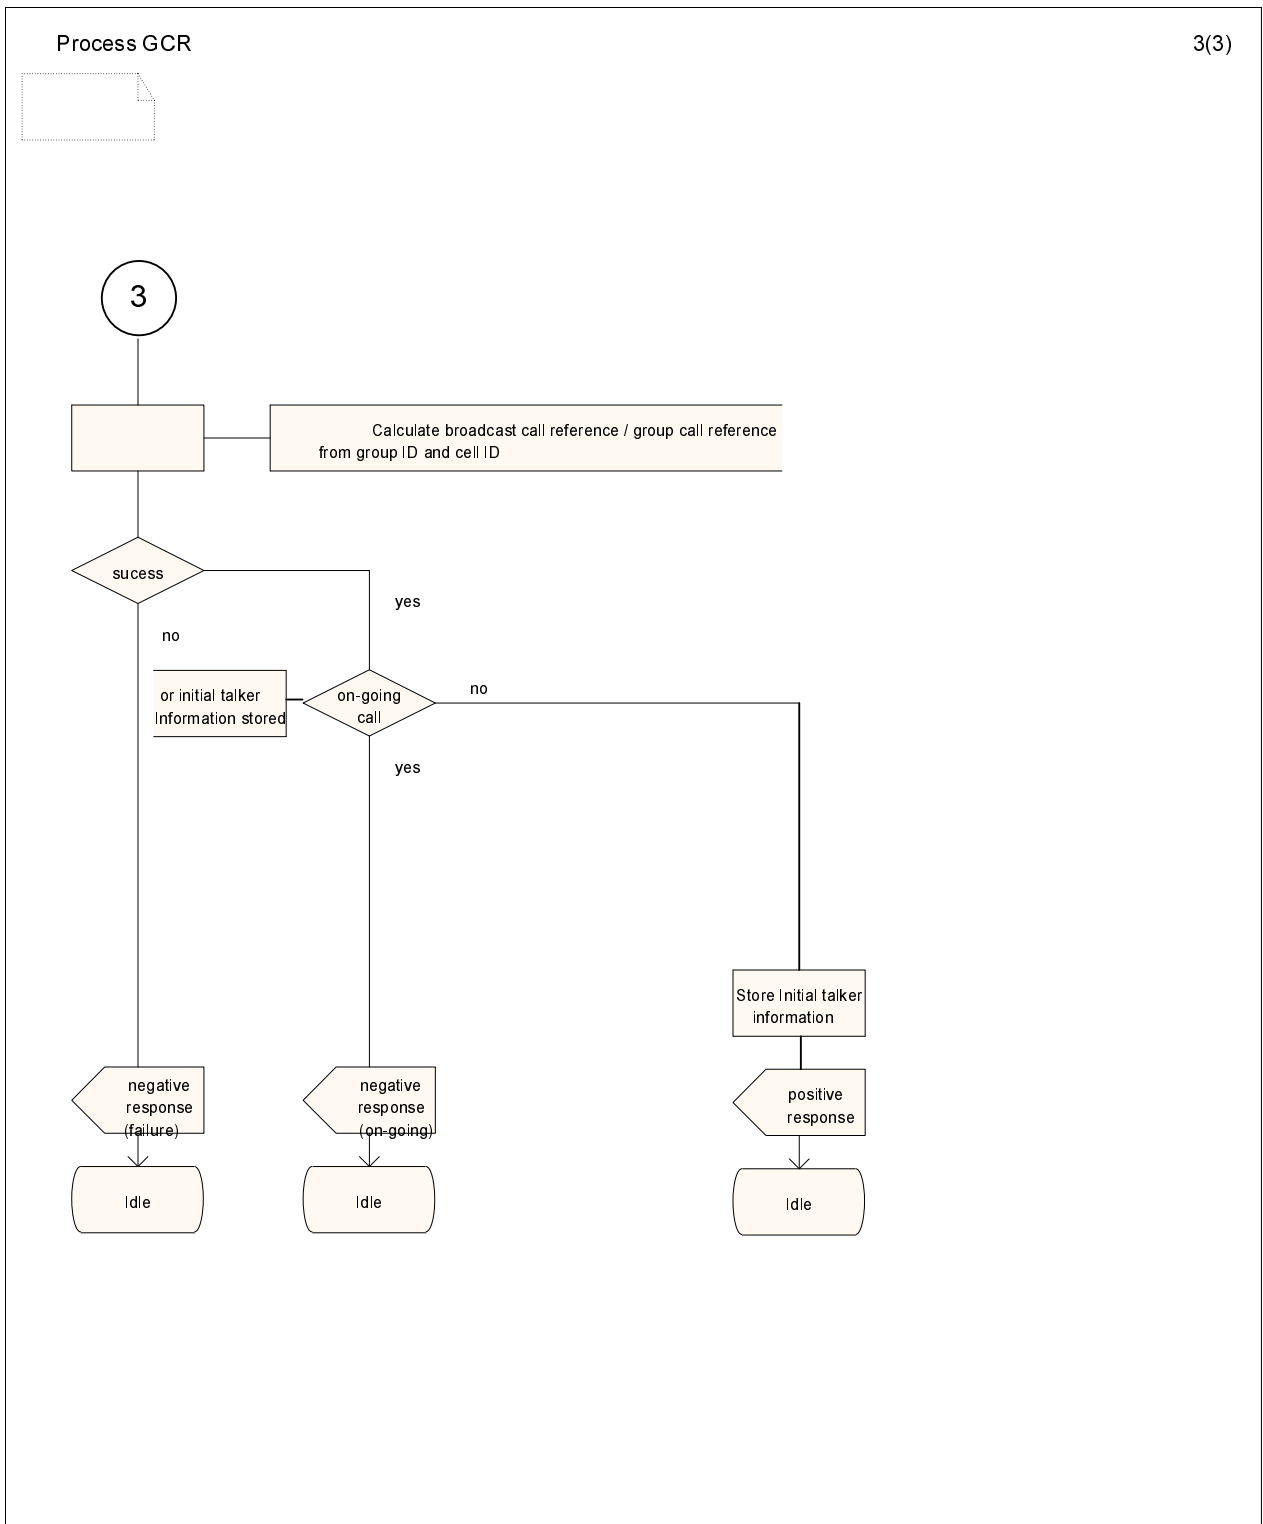 Process GCR
3(3)
3
Calculate broadcast call reference / group call reference
from group ID and cell ID
sucess
yes
no
or initial talker
Information stored
on-going
call
no
yes
Store Initial talker
information
negative
response
(failure)
negative
response
(on-going)
positive
response
Idle
Idle
Idle